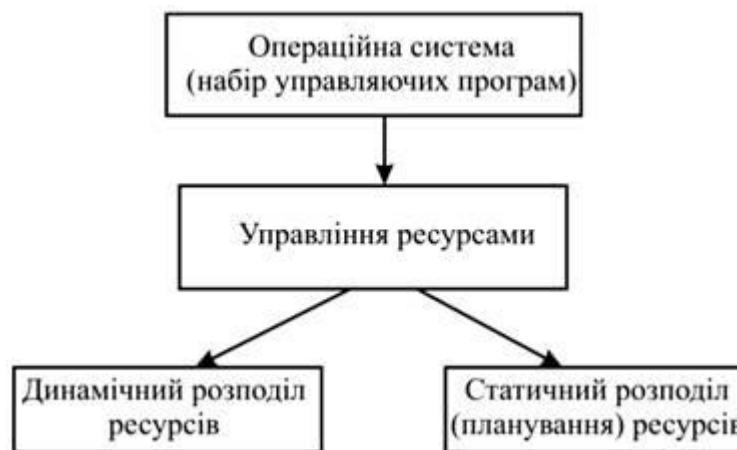 Операційна система
(набір управляючих програм)
Управління ресурсами
Динамічний розподіл
ресурсів
Статичний розподіл
(планування) ресурсів